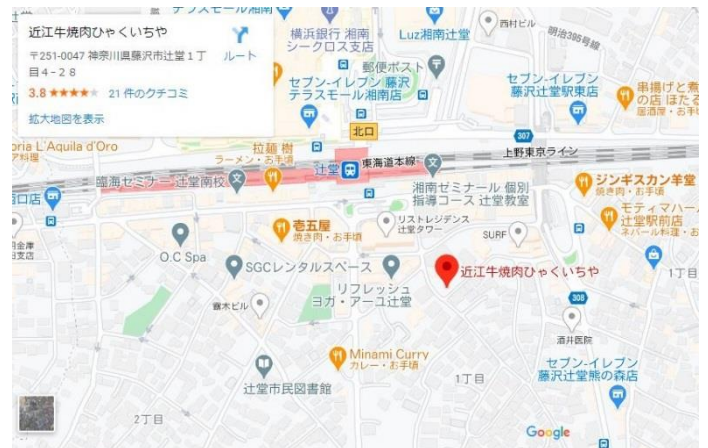 近江牛焼肉ひゃくいちや
〒251-0047 神奈川県藤沢市辻堂１丁
目４−２８
ルート
3.8 ★★★★★ 21 件のクチコミ
拡大地図を表示
テラスモール湘南
横浜銀行 湘南
シークロス支店
Luz湘南辻堂
西村ビル
明治395号線
郵便ポスト
セブン-イレブン 藤沢
テラスモール湘南店
セブン-イレブン
藤沢辻堂駅東店
串揚げと煮
の店 ほたる
居酒屋・お手
北口
307
oria L'Aquila d'Oro
ア料理
拉麺 樹
ラーメン・お手頃
辻堂
東海道本線
上野東京ライン
臨海セミナー 辻堂南校
湘南ゼミナール 個別
指導コース 辻堂教室
ジンギスカン羊堂
焼き肉・お手頃
口店
壱五屋
焼き肉・お手頃
リストレジデンス
辻堂タワー
SURF
モティマハー
辻堂駅前店
ネパール料理・お
用金庫
支店
O.C Spa
SGCレンタルスペース
近江牛焼肉ひゃくいちや
1丁目
リフレッシュ
ヨガ・アーユ辻堂
308
露木ビル
酒井医院
Minami Curry
カレー・お手頃
セブン-イレブン
藤沢辻堂熊の森店
辻堂市民図書館
1丁目
2丁目
Google